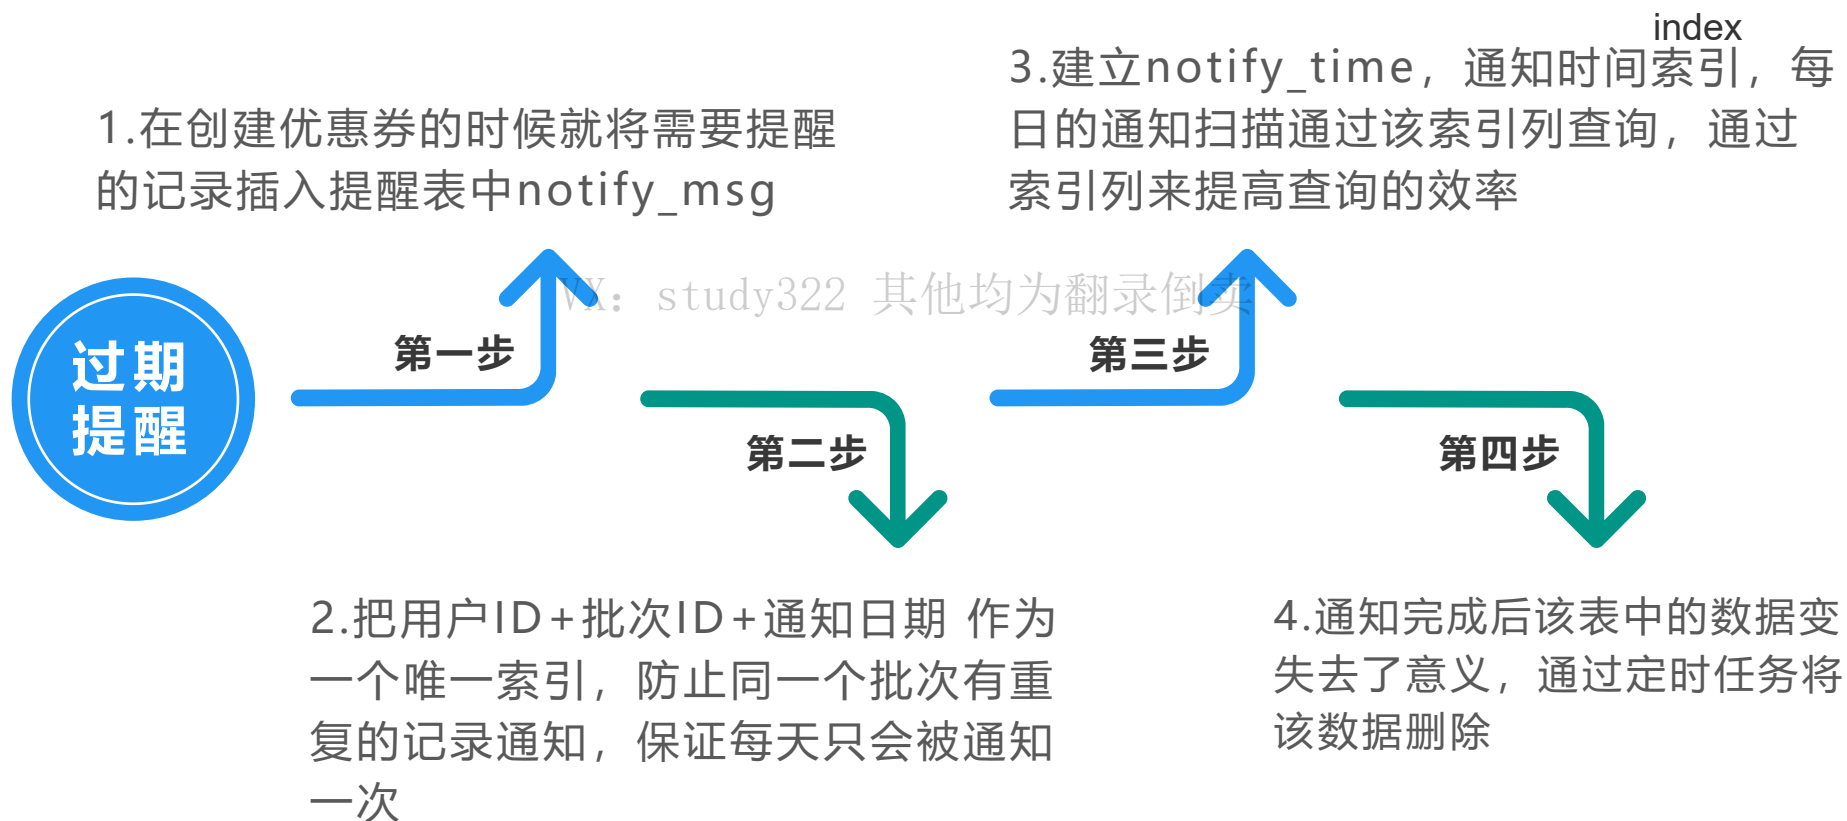 过期
提醒
1.在创建优惠券的时候就将需要提醒
的记录插入提醒表中notify_msg
第一步
2.把用户ID+批次ID+通知日期 作为
一个唯一索引，防止同一个批次有重
复的记录通知，保证每天只会被通知
一次
第二步
index
3.建立notify_time，通知时间索引，每
日的通知扫描通过该索引列查询，通过
索引列来提高查询的效率
第三步
4.通知完成后该表中的数据变
失去了意义，通过定时任务将
该数据删除
第四步
VX：study322 其他均为翻录倒卖